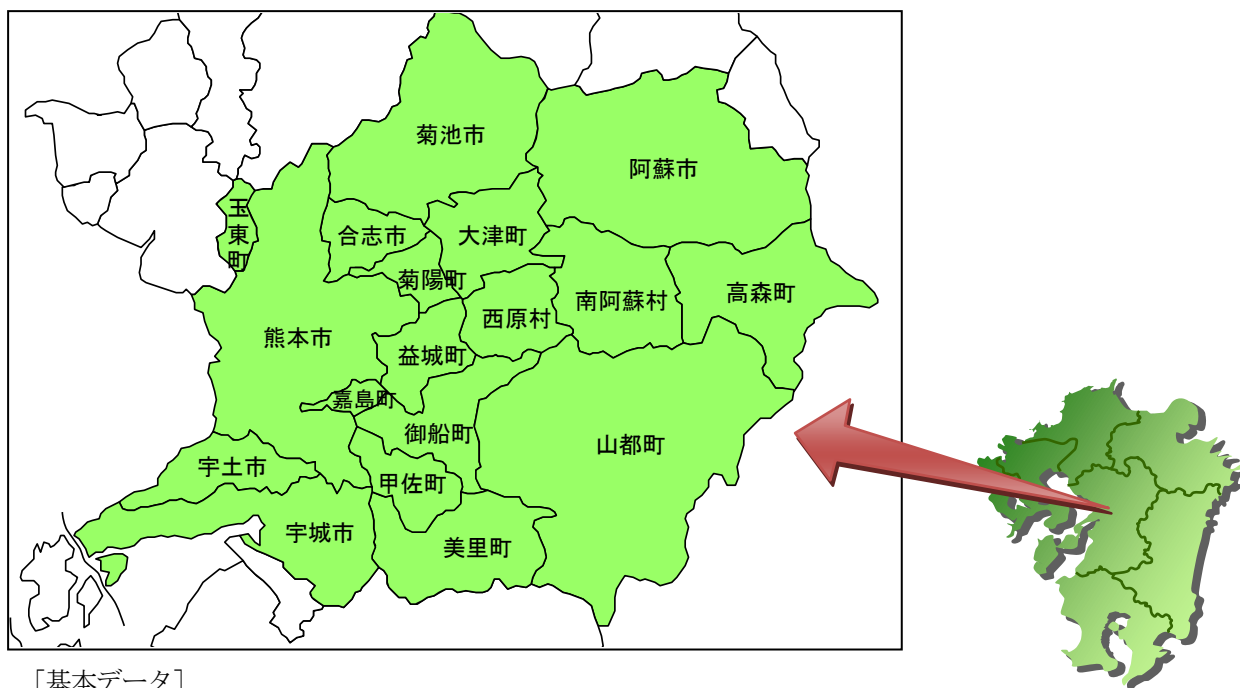 菊池市
阿蘇市
玉東町
合志市
大津町
菊陽町
南阿蘇村
高森町
西原村
熊本市
益城町
嘉島町
御船町
山都町
宇土市
甲佐町
宇城市
美里町
[基本データ]